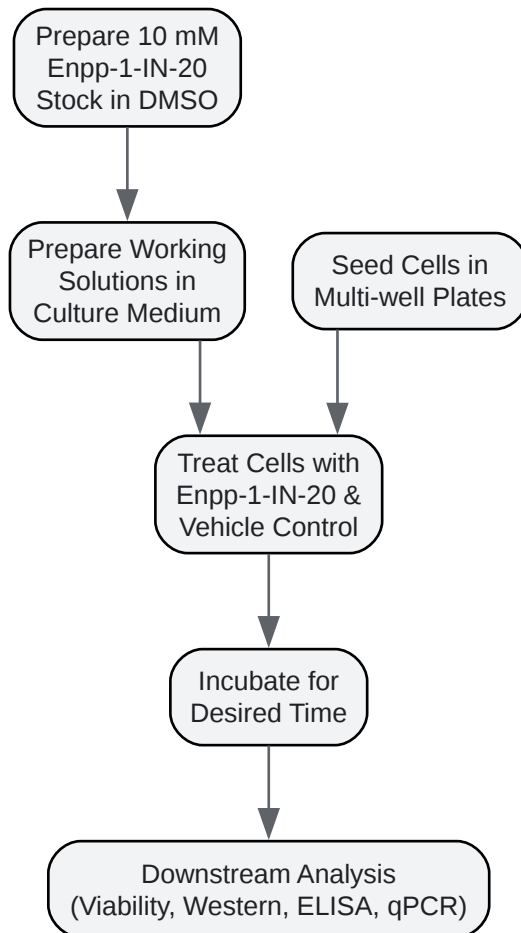 Prepare 10 mM
Enpp-1-IN-20
Stock in DMSO
Prepare Working
Solutions in
Culture Medium
Seed Cells in
Multi-well Plates
Treat Cells with
Enpp-1-IN-20 &
Vehicle Control
Incubate for
Desired Time
Downstream Analysis
(Viability, Western, ELISA, qPCR)